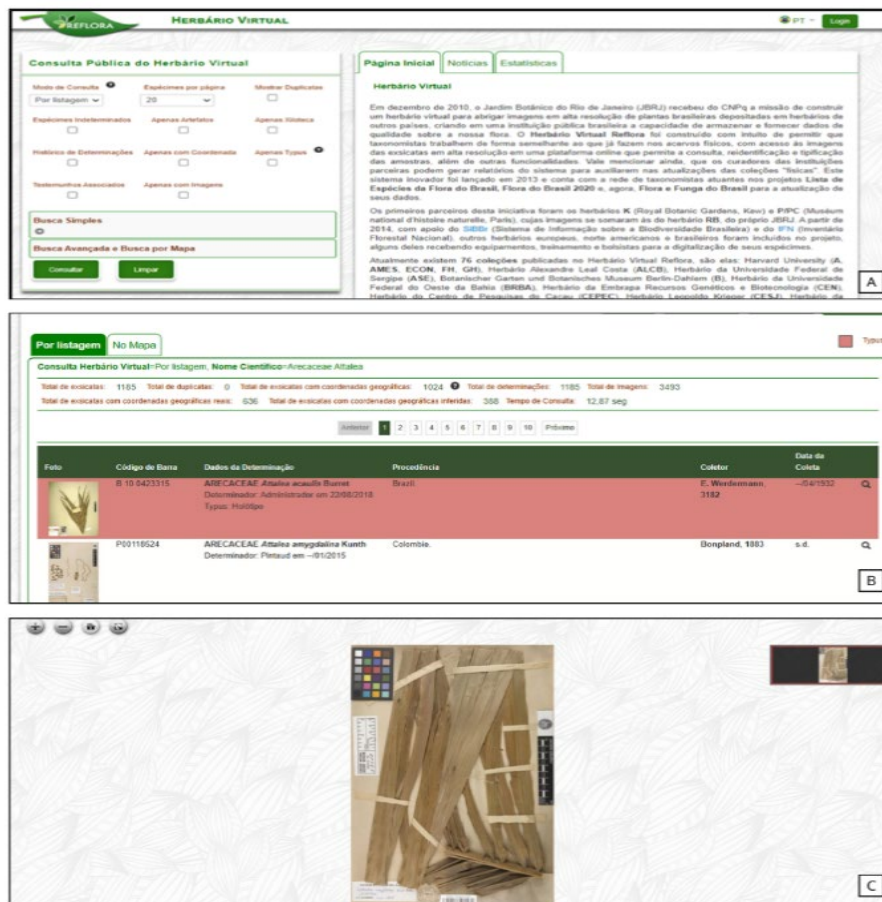 REFLORA
HERBÁRIO VIRTUAL
PT
Login
Consulta Pública do Herbário Virtual
Modo de Consulta
Espécimes por página
Mostrar Duplicatas
Por listagem
20
Espécimes Indeterminados
Apenas Artefatos
Apenas Xiloteca
Histórico de Determinações
Apenas com Coordenada
Apenas Typus
Testemunhos Associados
Apenas com Imagens
Busca Simples
Busca Avançada e Busca por Mapa
Consultar
Limpar
Página Inicial
Notícias
Estatísticas
Herbário Virtual
Em dezembro de 2010, o Jardim Botânico do Rio de Janeiro (JBRJ) recebeu do CNPq a missão de construir
um herbário virtual para abrigar imagens em alta resolução de plantas brasileiras depositadas em herbários de
outros países, criando em uma instituição pública brasileira a capacidade de armazenar e fornecer dados de
qualidade sobre a nossa flora. O Herbário Virtual Reflora foi construído com intuito de permitir que
taxonomistas trabalhem de forma semelhante ao que já fazem nos acervos físicos, com acesso às imagens
das exsicatas em alta resolução em uma plataforma online que permite a consulta, reidentificação e tipificação
das amostras, além de outras funcionalidades. Vale mencionar ainda, que os curadores das instituições
parceiras podem gerar relatórios do sistema para auxiliarem nas atualizações das coleções "físicas". Este
sistema inovador foi lançado em 2013 e conta com a rede de taxonomistas atuantes nos projetos Lista de
Espécies da Flora do Brasil, Flora do Brasil 2020 e, agora, Flora e Funga do Brasil para a atualização de
seus dados.
Os primeiros parceiros desta iniciativa foram os herbários K (Royal Botanic Gardens, Kew) e P/PC (Muséum
national d'histoire naturelle, Paris), cujas imagens se somaram às do herbário RB, do próprio JBRJ. A partir de
2014, com apoio do SiBBr (Sistema de Informação sobre a Biodiversidade Brasileira) e do IFN (Inventário
Florestal Nacional), outros herbários europeus, norte americanos e brasileiros foram incluídos no projeto,
alguns deles recebendo equipamentos, treinamento e bolsistas para a digitalização de seus espécimes.
Atualmente existem 76 coleções publicadas no Herbário Virtual Reflora, são elas: Harvard University (A,
AMES, ECON, FH, GH), Herbário Alexandre Leal Costa (ALCB), Herbário da Universidade Federal de
Sergipe (ASE), Botanischer Garten und Botanisches Museum Berlin-Dahlem (B), Herbário da Universidade
Federal do Oeste da Bahia (BRBA), Herbário da Embrapa Recursos Genéticos e Biotecnologia (CEN),
Herbário do Centro de Pesquisas do Cacau (CEPEC), Herbário Leopoldo Krieger (CESJ), Herbário da
A
Por listagem
No Mapa
Typus
Consulta Herbário Virtual=Por listagem, Nome Científico=Arecaceae Attalea
Total de exsicatas: 1185 Total de duplicatas: 0 Total de exsicatas com coordenadas geográficas: 1024 Total de determinações: 1185 Total de imagens: 3493
Total de exsicatas com coordenadas geográficas reais: 636 Total de exsicatas com coordenadas geográficas inferidas: 388 Tempo de Consulta: 12,87 seg
Anterior 1 2 3 4 5 6 7 8 9 10 Próximo
Foto Código de Barra Dados da Determinação Procedência Coletor Data da Coleta
B 10 0423315 ARECACEAE Attalea acaulis Burret Brazil. E. Werdermann, 3182 --/04/1932
Determinador: Administrador em 22/08/2018
Typus: Holótipo
P00118524 ARECACEAE Attalea amygdalina Kunth Colombie. Bonpland, 1883 s.d.
Determinador: Pintaud em --/01/2015
B
C